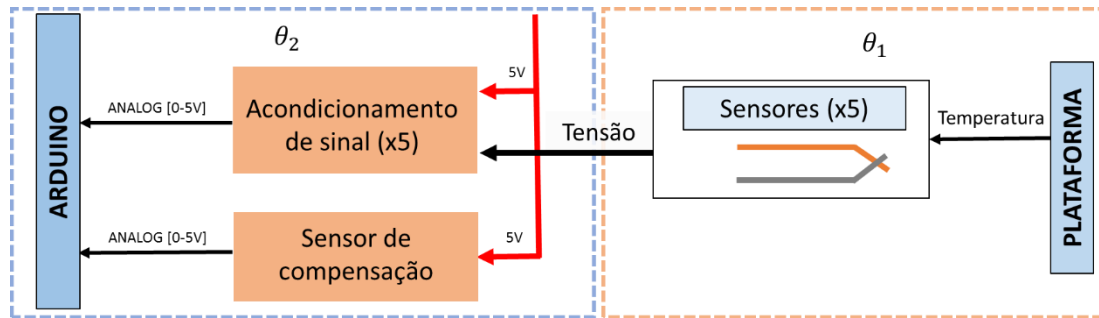 θ₂
θ₁
ARDUINO
ANALOG [0-5V]
Acondicionamento
de sinal (x5)
5V
Tensão
Sensores (x5)
Temperatura
PLATAFORMA
ANALOG [0-5V]
Sensor de
compensação
5V